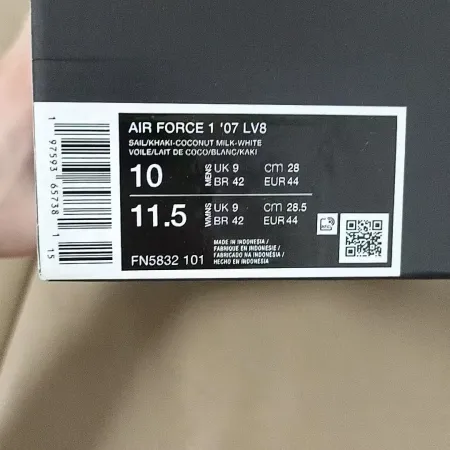 AIR FORCE 1 '07 LV8
SAIL/KHAKI-COCONUT MILK-WHITE
VOILE/LAIT DE COCO/BLANC/KAKI
10 MENS UK 9 CM 28
BR 42 EUR 44
11.5 WMNS UK 9 CM 28.5
BR 42 EUR 44
FN5832 101
MADE IN INDONESIA /
FABRIQUE EN INDONESIE /
FABRICADO NA INDONESIA /
HECHO EN INDONESIA
1 97593 65738 1 15